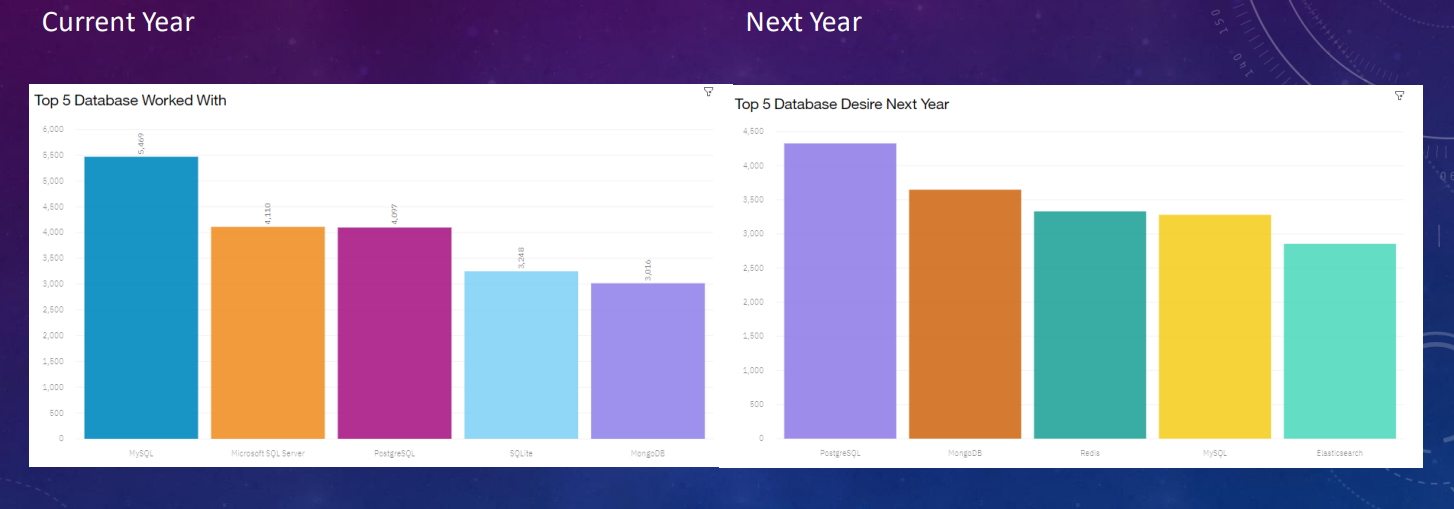 Current Year
Next Year
Top 5 Database Worked With
6,000
5,500
5,000
4,500
4,000
3,500
3,000
2,500
2,000
1,500
1,000
500
0
5,469
4,110
4,097
3,248
3,016
MySQL
Microsoft SQL Server
PostgreSQL
SQLite
MongoDB
Top 5 Database Desire Next Year
4,500
4,000
3,500
3,000
2,500
2,000
1,500
1,000
500
0
PostgreSQL
MongoDB
Redis
MySQL
Elasticsearch
150
140